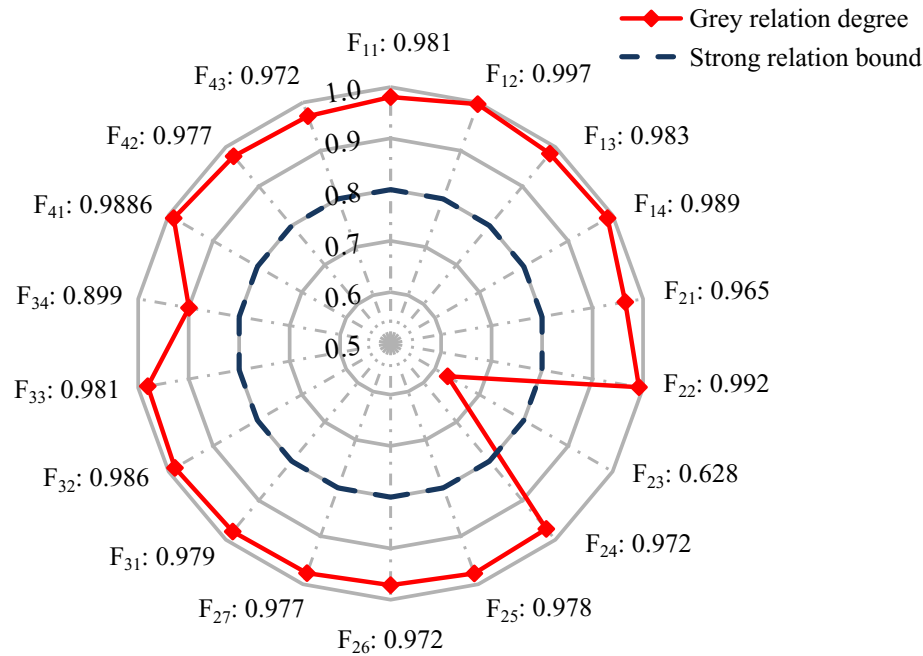 Grey relation degree
Strong relation bound
F₁₁: 0.981
F₁₂: 0.997
F₁₃: 0.983
F₁₄: 0.989
F₂₁: 0.965
F₂₂: 0.992
F₂₃: 0.628
F₂₄: 0.972
F₂₅: 0.978
F₂₆: 0.972
F₂₇: 0.977
F₃₁: 0.979
F₃₂: 0.986
F₃₃: 0.981
F₃₄: 0.899
F₄₁: 0.9886
F₄₂: 0.977
F₄₃: 0.972
1.0
0.9
0.8
0.7
0.6
0.5